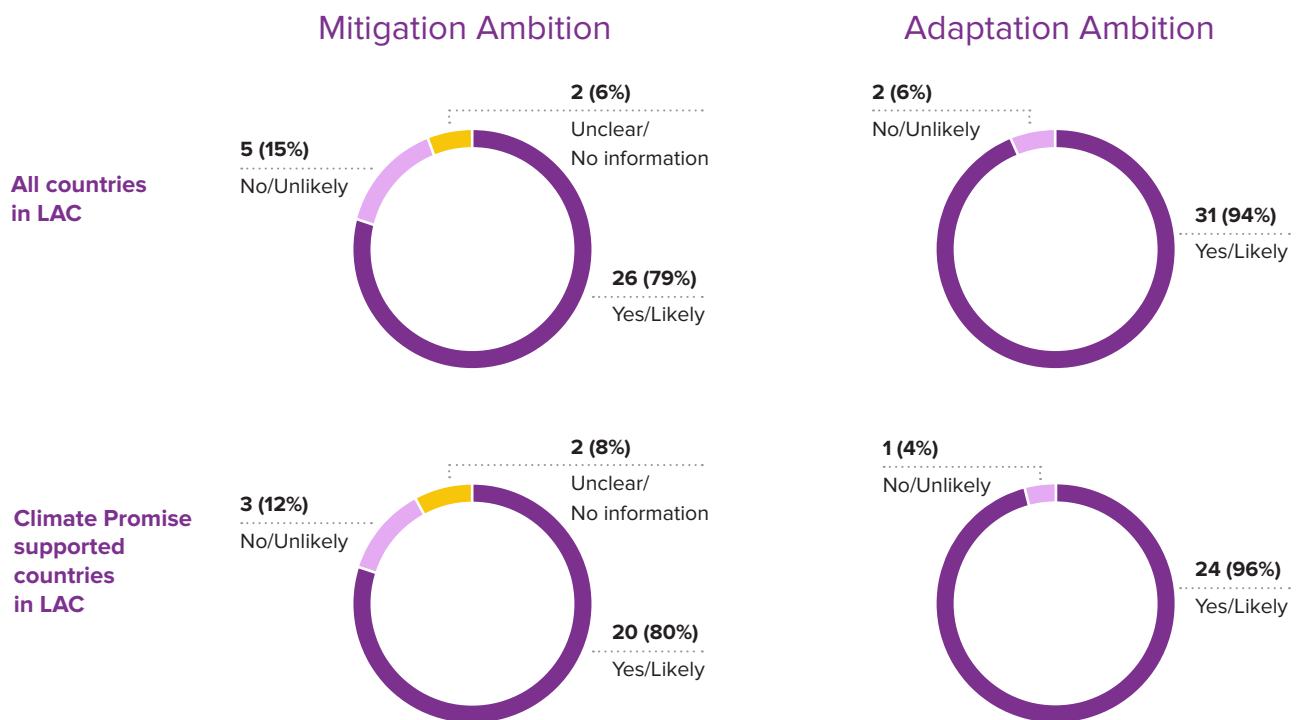 Mitigation Ambition
Adaptation Ambition
All countries
in LAC
2 (6%)
Unclear/
No information
5 (15%)
No/Unlikely
26 (79%)
Yes/Likely
2 (6%)
No/Unlikely
31 (94%)
Yes/Likely
Climate Promise
supported
countries
in LAC
2 (8%)
Unclear/
No information
3 (12%)
No/Unlikely
20 (80%)
Yes/Likely
1 (4%)
No/Unlikely
24 (96%)
Yes/Likely